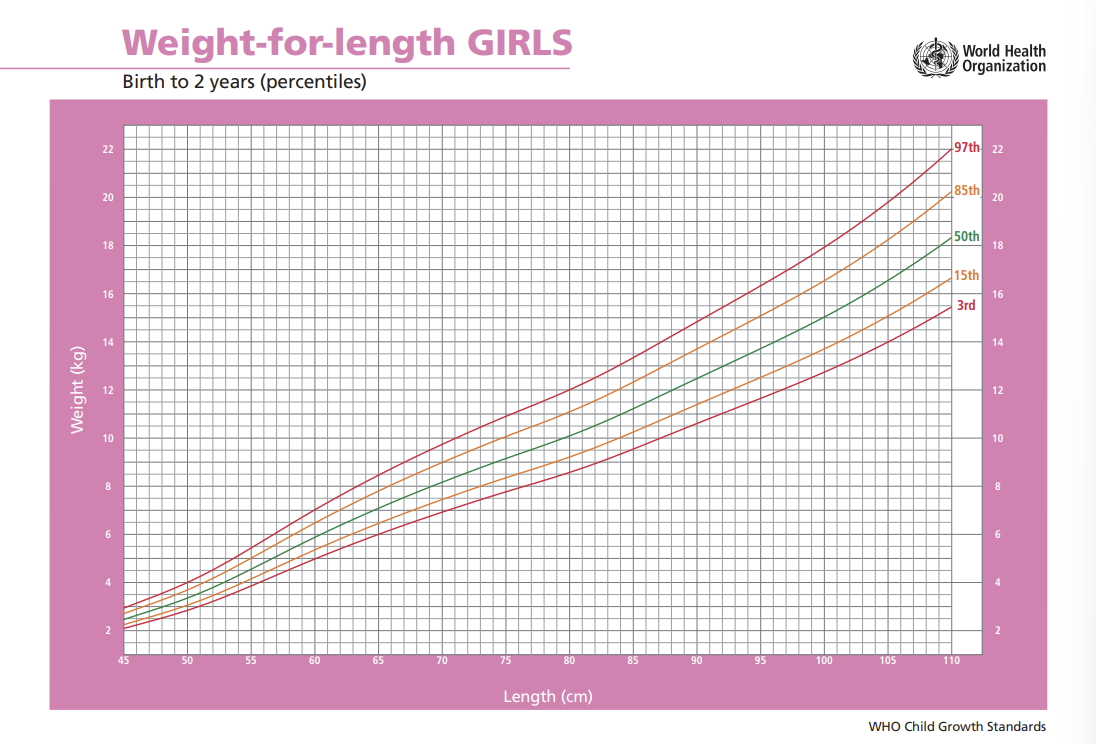 Weight-for-length GIRLS
Birth to 2 years (percentiles)
World Health
Organization
Weight (kg)
22
20
18
16
14
12
10
8
6
4
2
97th
85th
50th
15th
3rd
22
20
18
16
14
12
10
8
6
4
2
45 50 55 60 65 70 75 80 85 90 95 100 105 110
Length (cm)
WHO Child Growth Standards